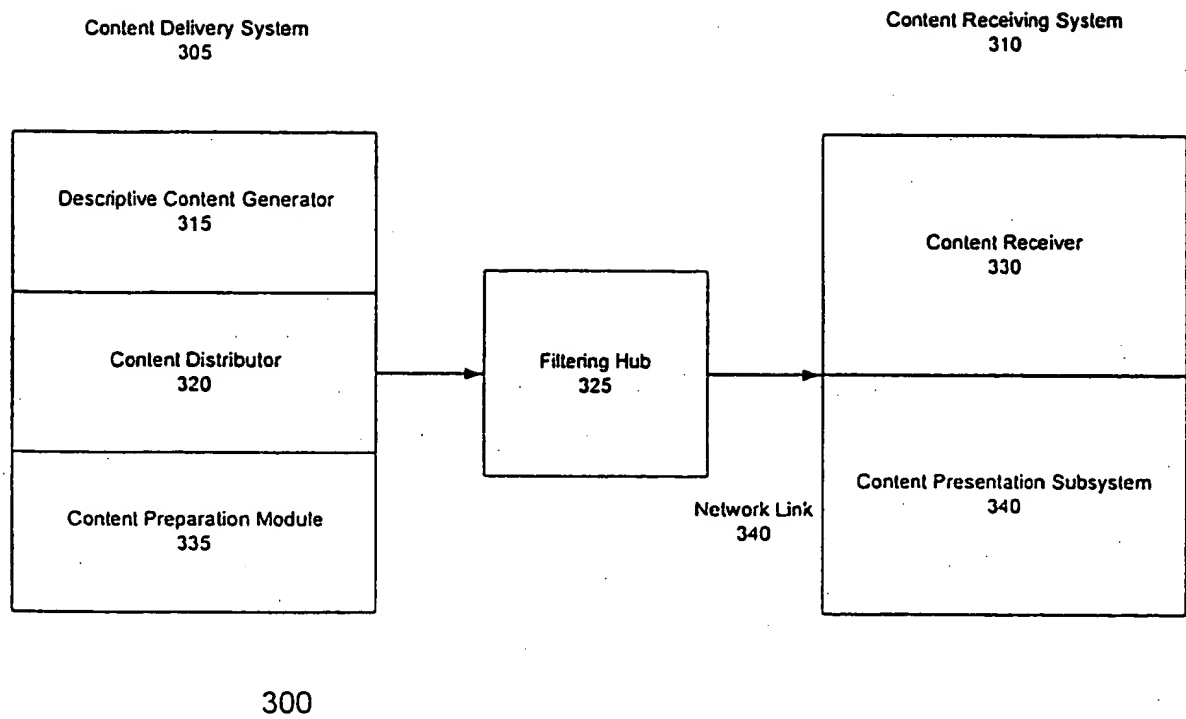 Content Delivery System
305
Content Receiving System
310
Descriptive Content Generator
315
Content Distributor
320
Content Preparation Module
335
Filtering Hub
325
Network Link
340
Content Receiver
330
Content Presentation Subsystem
340
300